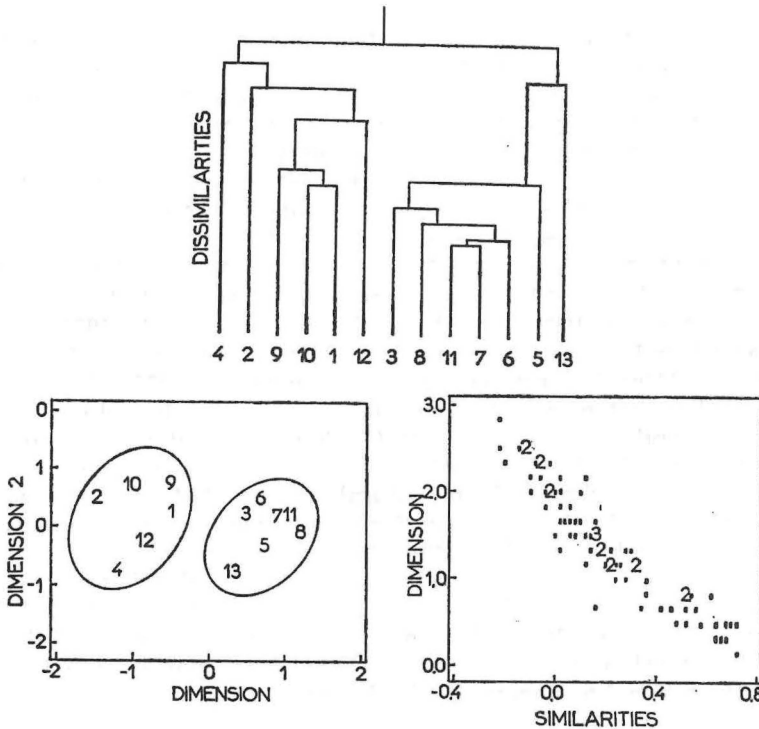 DISSIMILARITIES
4 2 9 10 1 12 3 8 11 7 6 5 13
DIMENSION 2
0
1
0
-1
-2
2 10 9
1
12
4
6
3 7 11
8
5
13
-2 -1 0 1 2
DIMENSION
DIMENSION
3,0
2,0
1,0
0,0
2
2
2
3
2
2 2
2
-0.4 0.0 0.4 0.8
SIMILARITIES